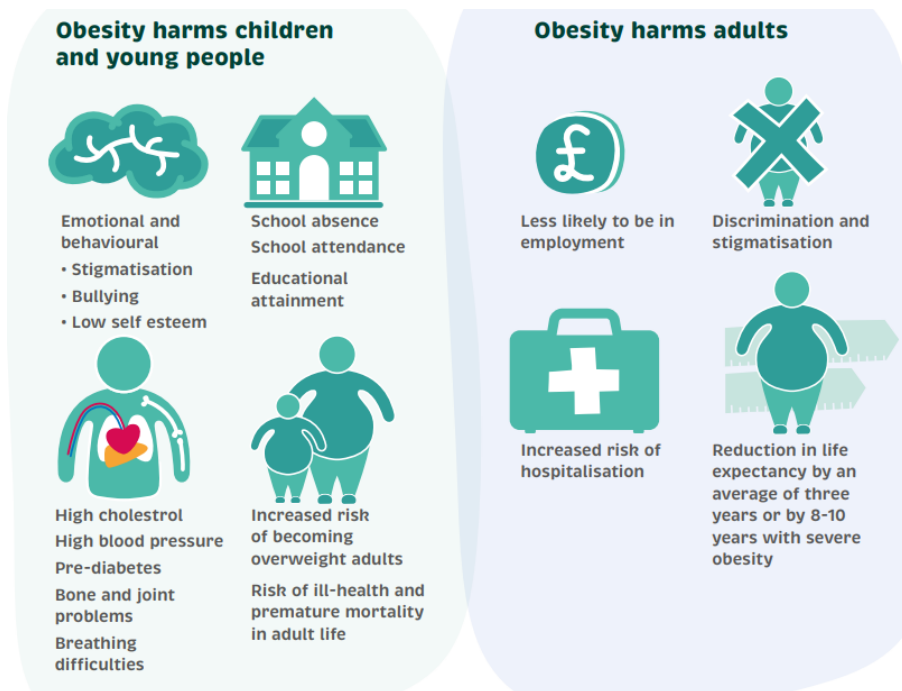 Obesity harms children
and young people
Emotional and
behavioural
• Stigmatisation
• Bullying
• Low self esteem
School absence
School attendance
Educational
attainment
High cholestrol
High blood pressure
Pre-diabetes
Bone and joint
problems
Breathing
difficulties
Increased risk
of becoming
overweight adults
Risk of ill-health and
premature mortality
in adult life
Obesity harms adults
£
Less likely to be in
employment
Discrimination and
stigmatisation
Increased risk of
hospitalisation
Reduction in life
expectancy by an
average of three
years or by 8-10
years with severe
obesity